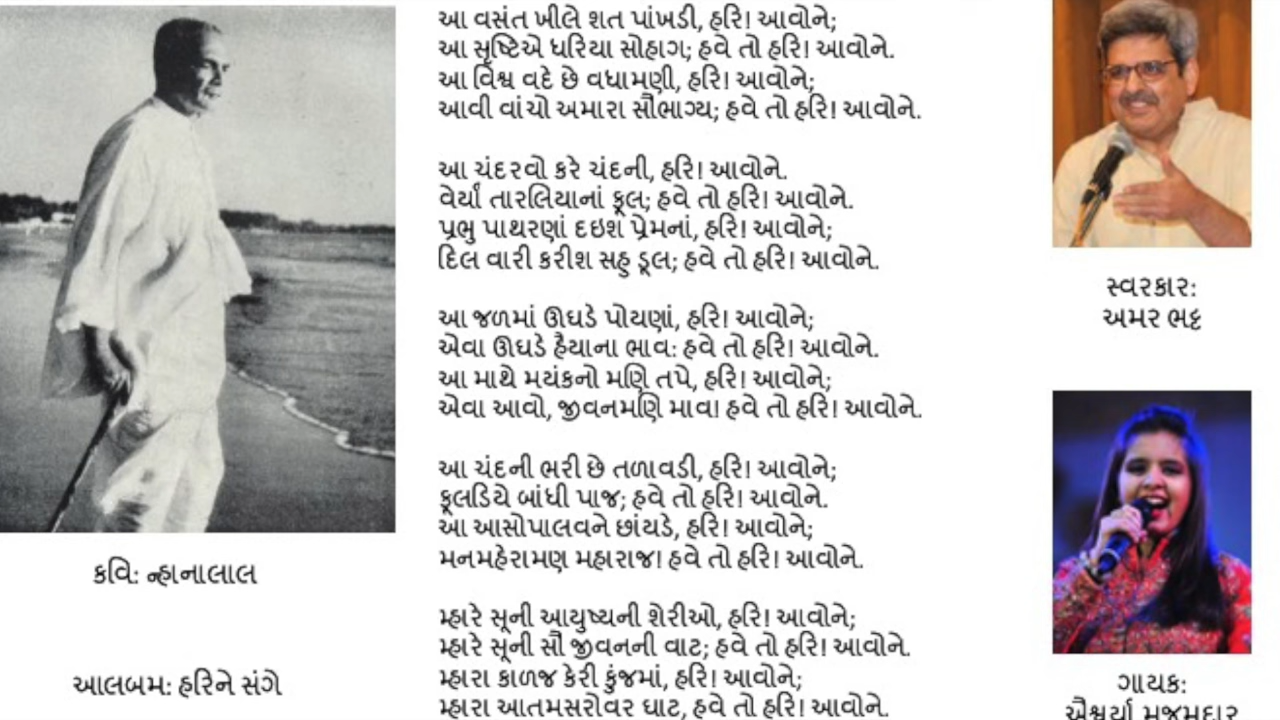 આ વસંત ખીલે શત પાંખડી, હરિ! આવોને;
આ સૃષ્ટિએ ધરિયા સોહાગ; હવે તો હરિ! આવોને.
આ વિશ્વ વદે છે વધામણી, હરિ! આવોને;
આવી વાંચો અમારા સૌભાગ્ય; હવે તો હરિ! આવોને.
આ ચંદરવો કરે ચંદની, હરિ! આવોને.
વેર્યાં તારલિયાનાં ફૂલ; હવે તો હરિ! આવોને.
પ્રભુ પાથરણાં દઇશ પ્રેમનાં, હરિ! આવોને;
દિલ વારી કરીશ સહુ ડૂલ; હવે તો હરિ! આવોને.
આ જળમાં ઊઘડે પોયણાં, હરિ! આવોને;
એવા ઊઘડે હૈયાના ભાવ: હવે તો હરિ! આવોને.
આ માથે મયંકનો મણિ તપે, હરિ! આવોને;
એવા આવો, જીવનમણિ માવ! હવે તો હરિ! આવોને.
આ ચંદની ભરી છે તળાવડી, હરિ! આવોને;
ફૂલડિયે બાંધી પાજ; હવે તો હરિ! આવોને.
આ આસોપાલવને છાંયડે, હરિ! આવોને;
મનમહેરામણ મહારાજ! હવે તો હરિ! આવોને.
મ્હારે સૂની આયુષ્યની શેરીઓ, હરિ! આવોને;
મ્હારે સૂની સૌ જીવનની વાટ; હવે તો હરિ! આવોને.
મ્હારા કાળજ કેરી કુંજમાં, હરિ! આવોને;
મ્હારા આતમસરોવર ઘાટ, હવે તો હરિ! આવોને.
કવિ: ન્હાનાલાલ
આલબમ: હરિને સંગે
સ્વરકાર:
અમર ભટ્ટ
ગાયક:
ઐશ્વર્યા મજમુદાર